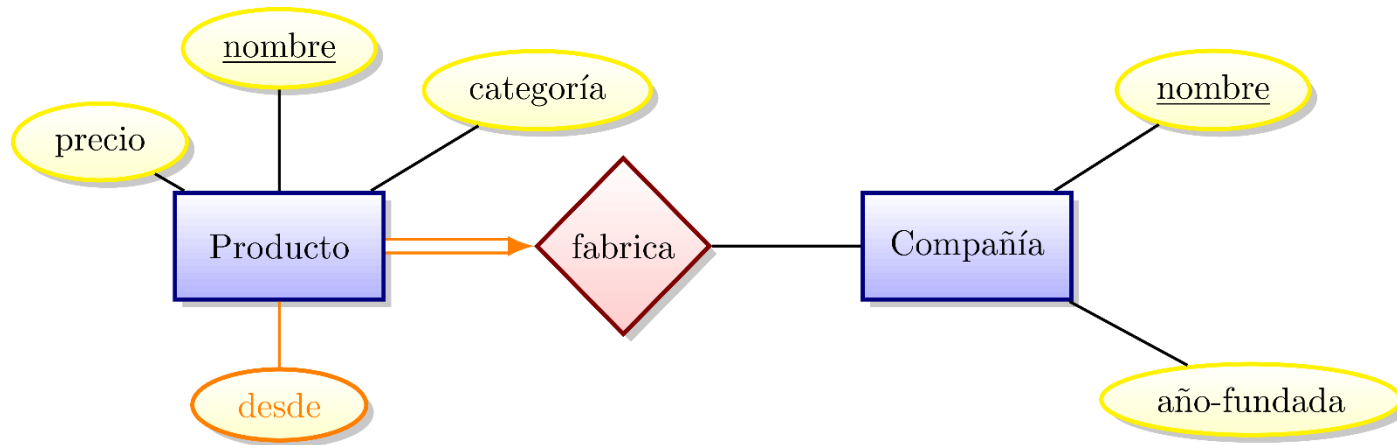 nombre
categoría
nombre
precio
Producto
fabrica
Compañía
desde
año-fundada